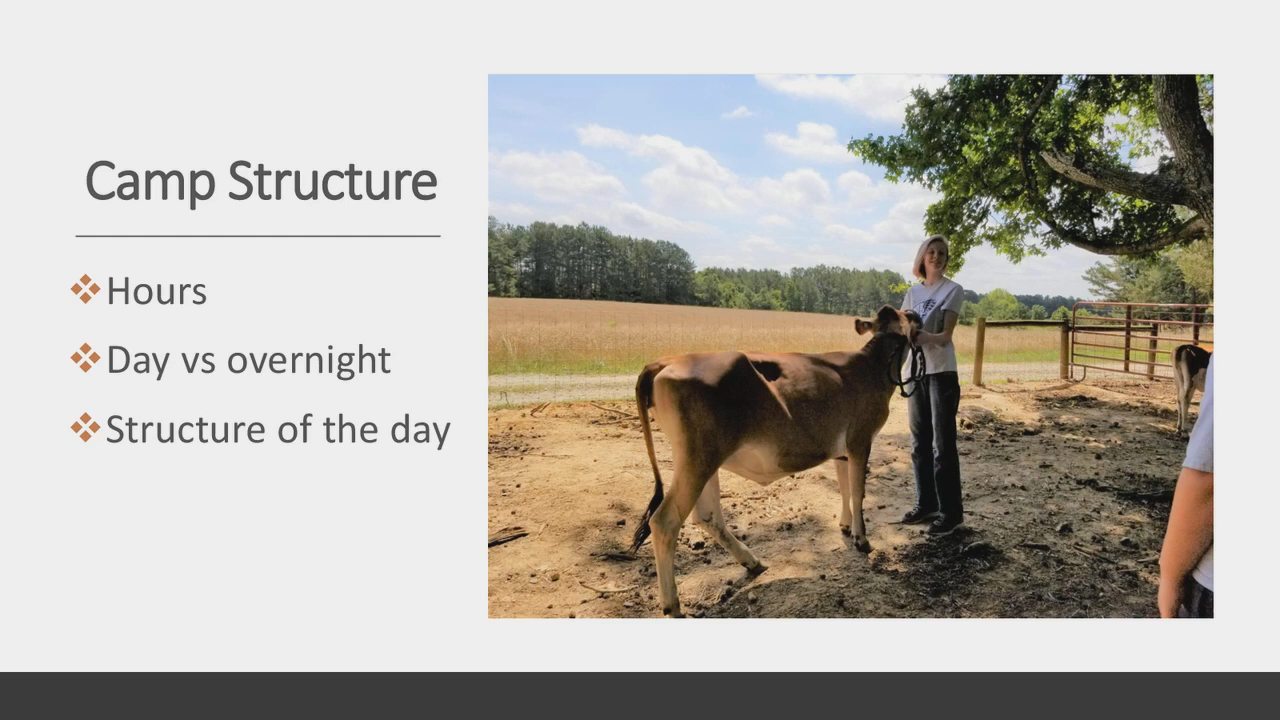 Camp Structure
Hours
Day vs overnight
Structure of the day